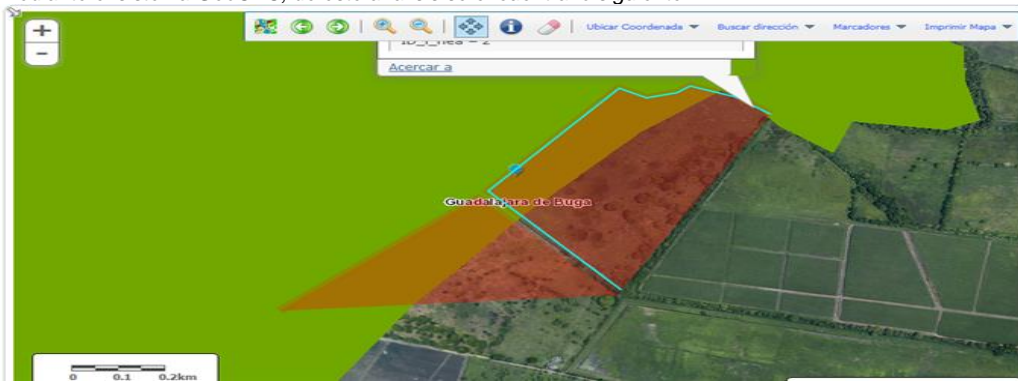 +
-
Ubicar Coordenada Buscar dirección Marcadores Imprimir Mapa
Acercar a
Guadalajara de Buga
0 0.1 0.2km